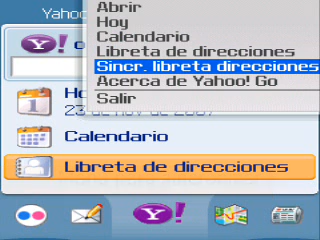 Yahoo
Abrir
Hoy
Calendario
Libreta de direcciones
Sincr. libreta direcciones
Acerca de Yahoo! Go
Salir
Y!
Ho
23 de nov de 2007
Calendario
Libreta de direcciones
Y!